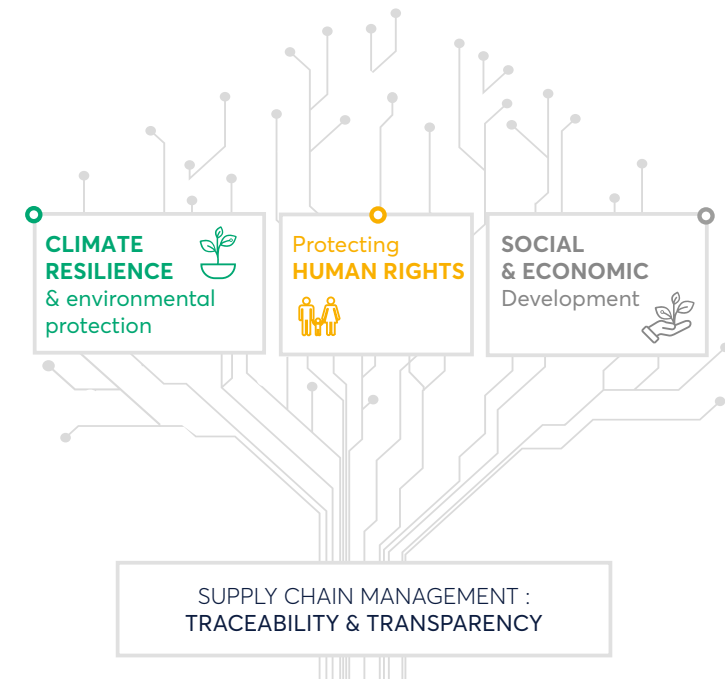 CLIMATE
RESILIENCE
& environmental
protection
Protecting
HUMAN RIGHTS
SOCIAL
& ECONOMIC
Development
SUPPLY CHAIN MANAGEMENT :
TRACEABILITY & TRANSPARENCY